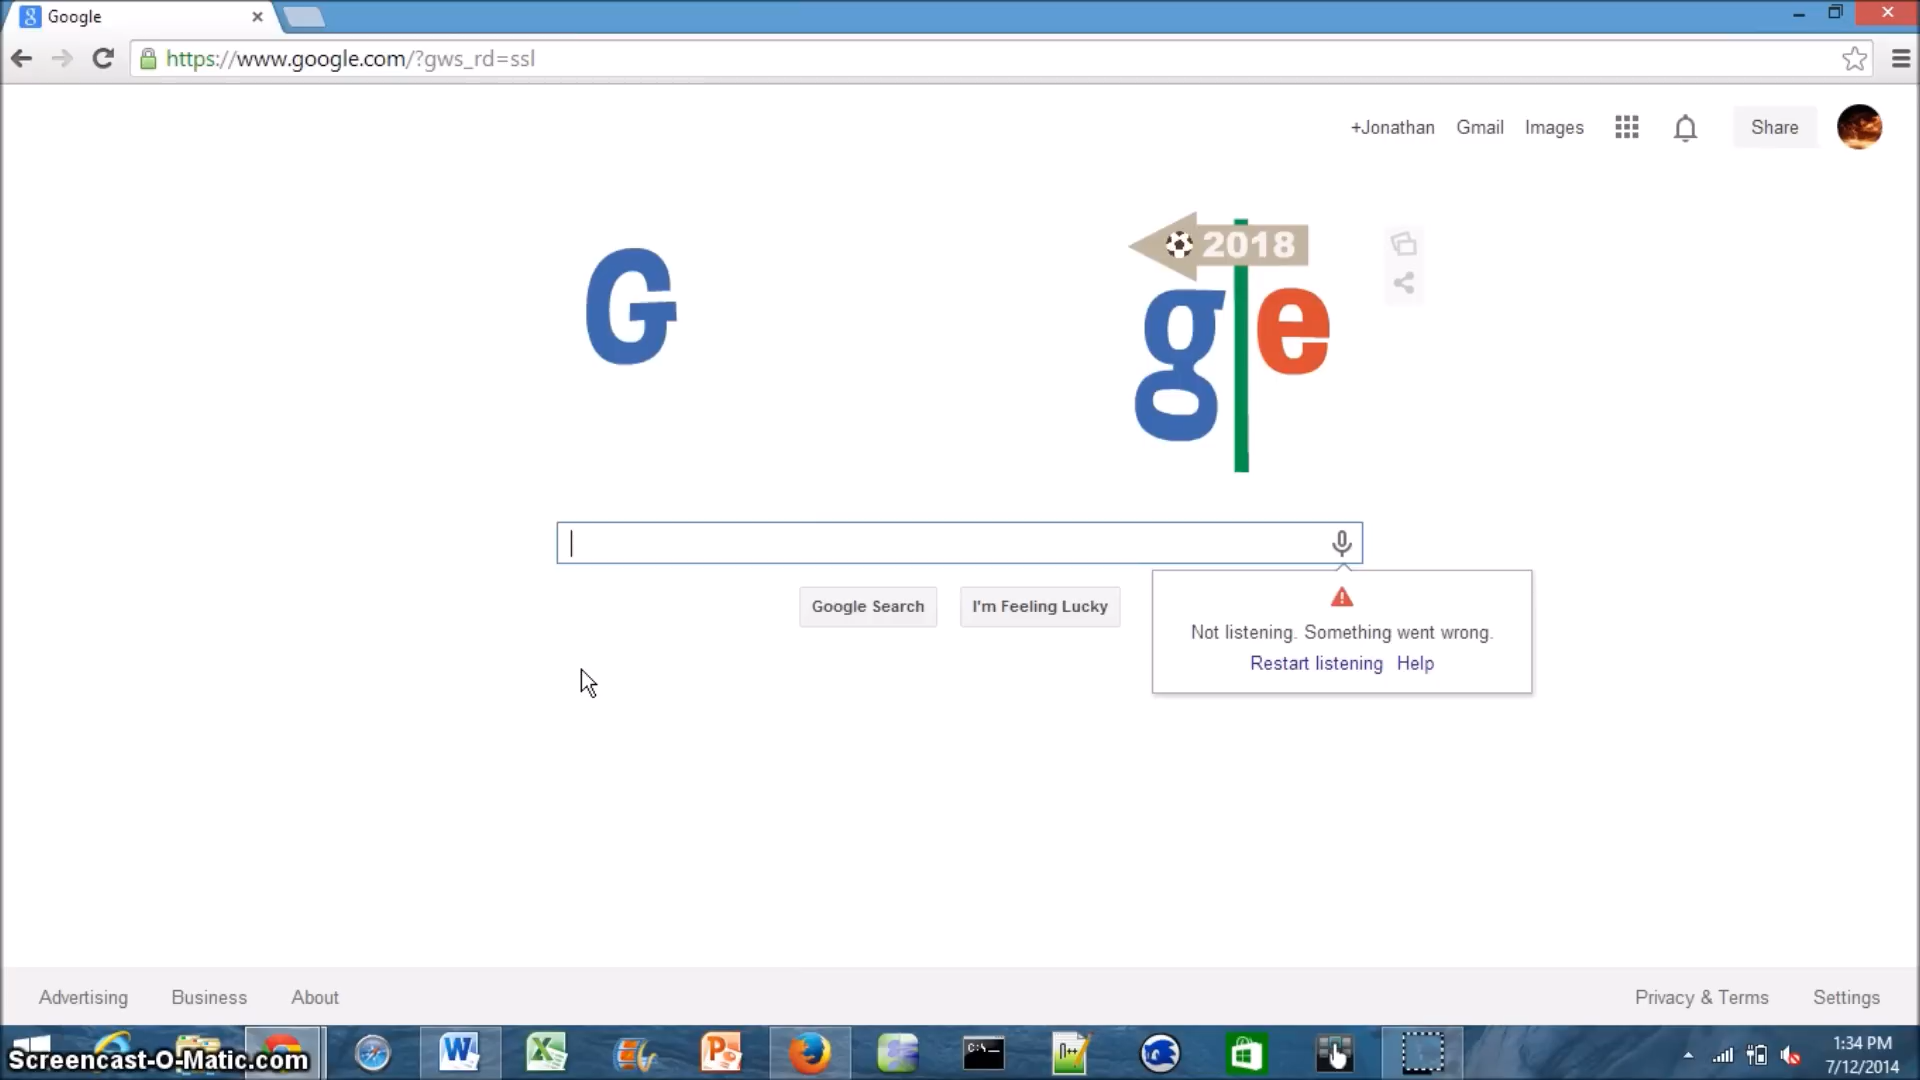 Google
https://www.google.com/?gws_rd=ssl
+Jonathan Gmail Images Share
2018
G gle
Google Search I'm Feeling Lucky
Not listening. Something went wrong.
Restart listening Help
Advertising Business About Privacy & Terms Settings
Screencast-O-Matic.com
C:\
1:34 PM
7/12/2014